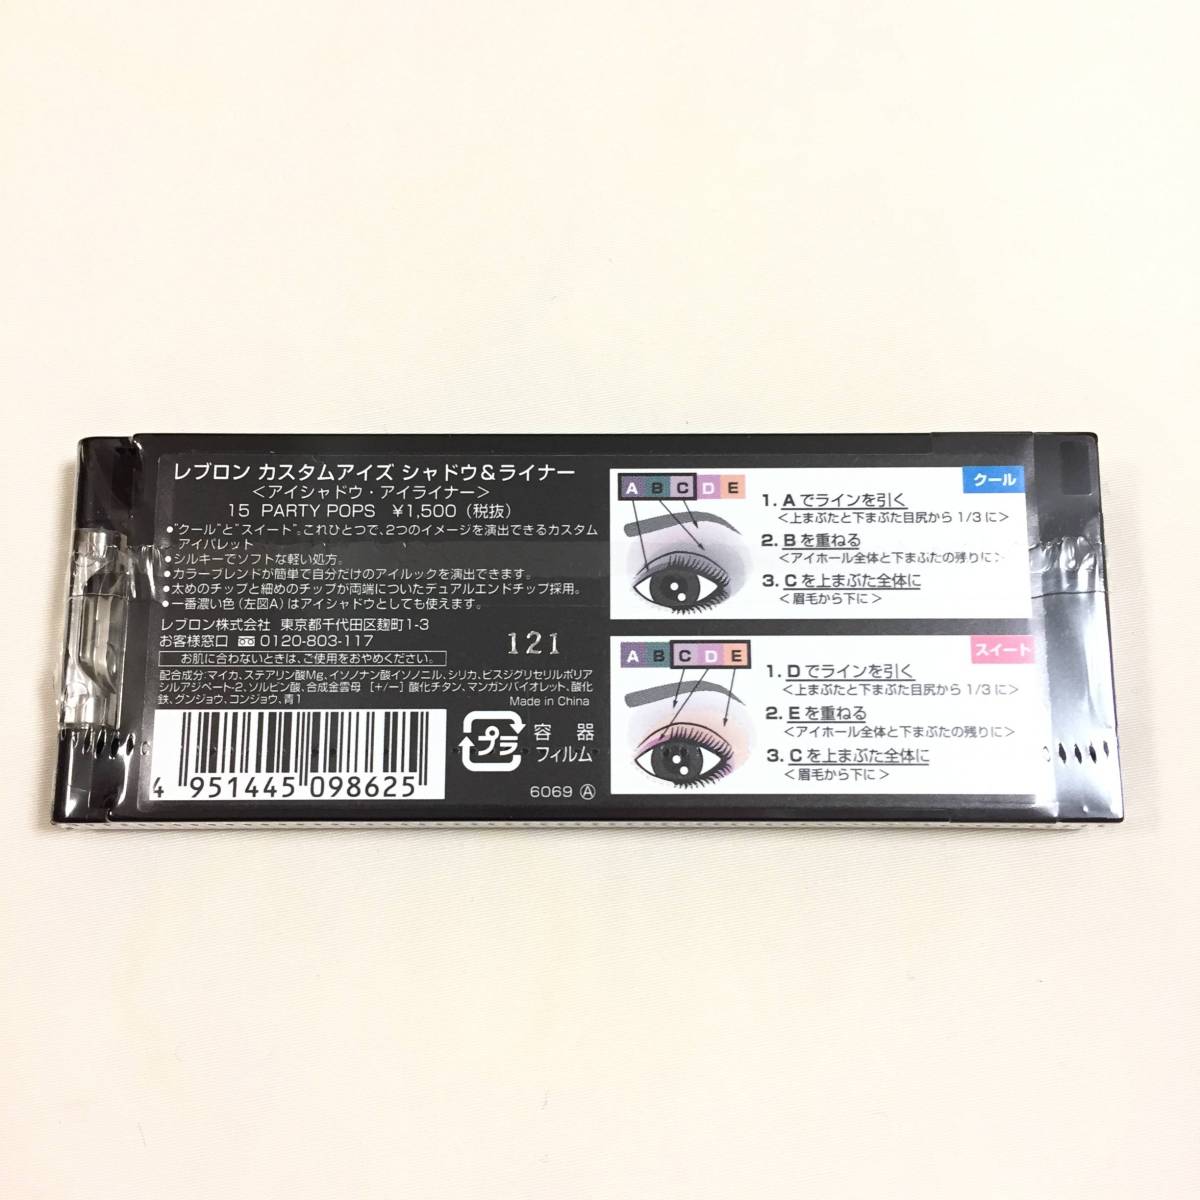 レブロン カスタムアイズ シャドウ&ライナー
<アイシャドウ・アイライナー>
15 PARTY POPS ¥1,500(税抜)
●"クール"と"スイート"。これひとつで、2つのイメージを演出できるカスタム
アイパレット
●シルキーでソフトな軽い処方。
●カラーブレンドが簡単で自分だけのアイルックを演出できます。
●太めのチップと細めのチップが両端についたデュアルエンドチップ採用。
●一番濃い色(左図A)はアイシャドウとしても使えます。
レブロン株式会社 東京都千代田区麹町1-3
お客様窓口 0120-803-117
お肌に合わないときは、ご使用をおやめください。
121
配合成分:マイカ、ステアリン酸Mg、イソノナン酸イソノニル、シリカ、ビスジグリセリルポリア
シルアジペート-2、ソルビン酸、合成金雲母 [+/-] 酸化チタン、マンガンバイオレット、酸化
鉄、グンジョウ、コンジョウ、青1
Made in China
4 951445 098625
プラ
容器
フィルム
6069 Ⓐ
A B C D E
クール
1. A でラインを引く
<上まぶたと下まぶた目尻から1/3に>
2. B を重ねる
<アイホール全体と下まぶたの残りに>
3. C を上まぶた全体に
<眉毛から下に>
A B C D E
スイート
1. D でラインを引く
<上まぶたと下まぶた目尻から1/3に>
2. E を重ねる
<アイホール全体と下まぶたの残りに>
3. C を上まぶた全体に
<眉毛から下に>